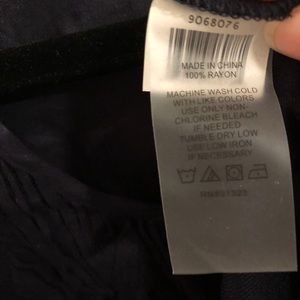 9068076
MADE IN CHINA
100% RAYON
MACHINE WASH COLD
WITH LIKE COLORS
USE ONLY NON-
CHLORINE BLEACH
IF NEEDED
TUMBLE DRY LOW
USE LOW IRON
IF NECESSARY